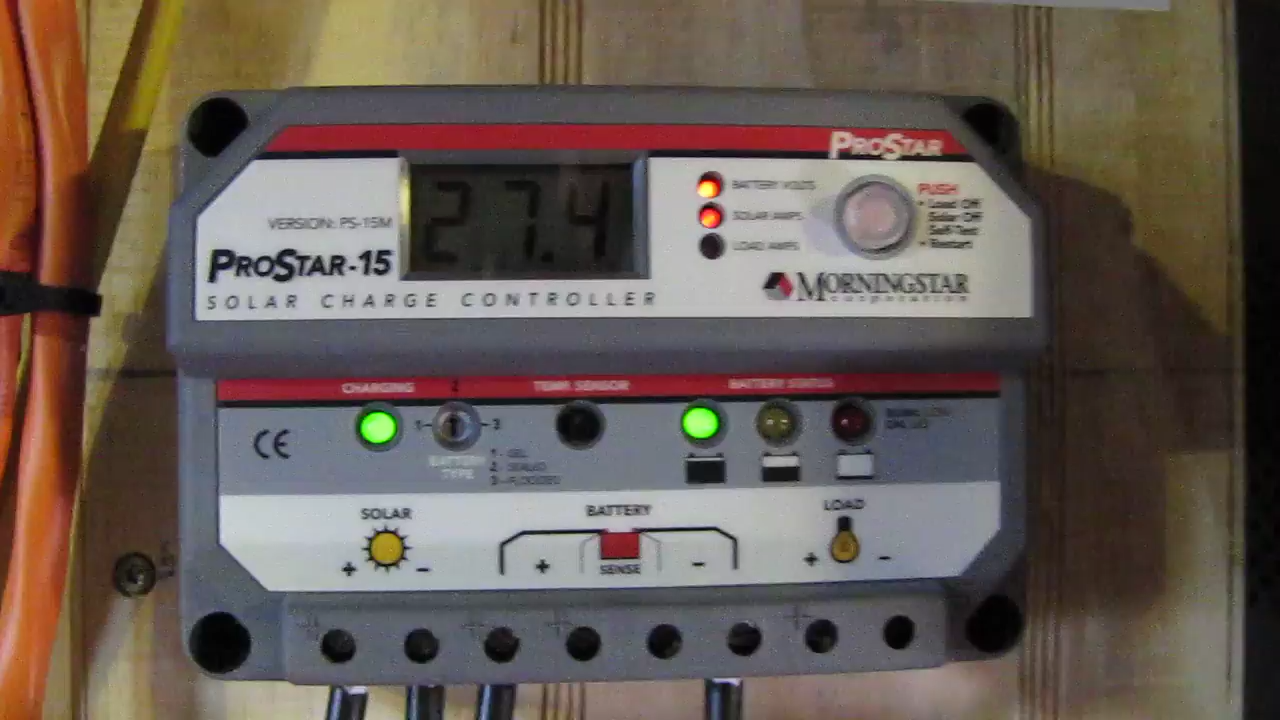 PROSTAR
27.4
BATTERY VOLTS
SOLAR AMPS
LOAD AMPS
PUSH
• Load Off
Solar Off
Self-Test
• Restart
VERSION: PS-15M
PROSTAR-15
SOLAR CHARGE CONTROLLER
MORNINGSTAR
corporation
CHARGING
2
TEMP. SENSOR
BATTERY STATUS
CE
1
3
BATTERY
TYPE
1 - GEL
2 - SEALED
3 - FLOODED
SOLAR
BATTERY
LOAD
+ -
+ SENSE -
+ -